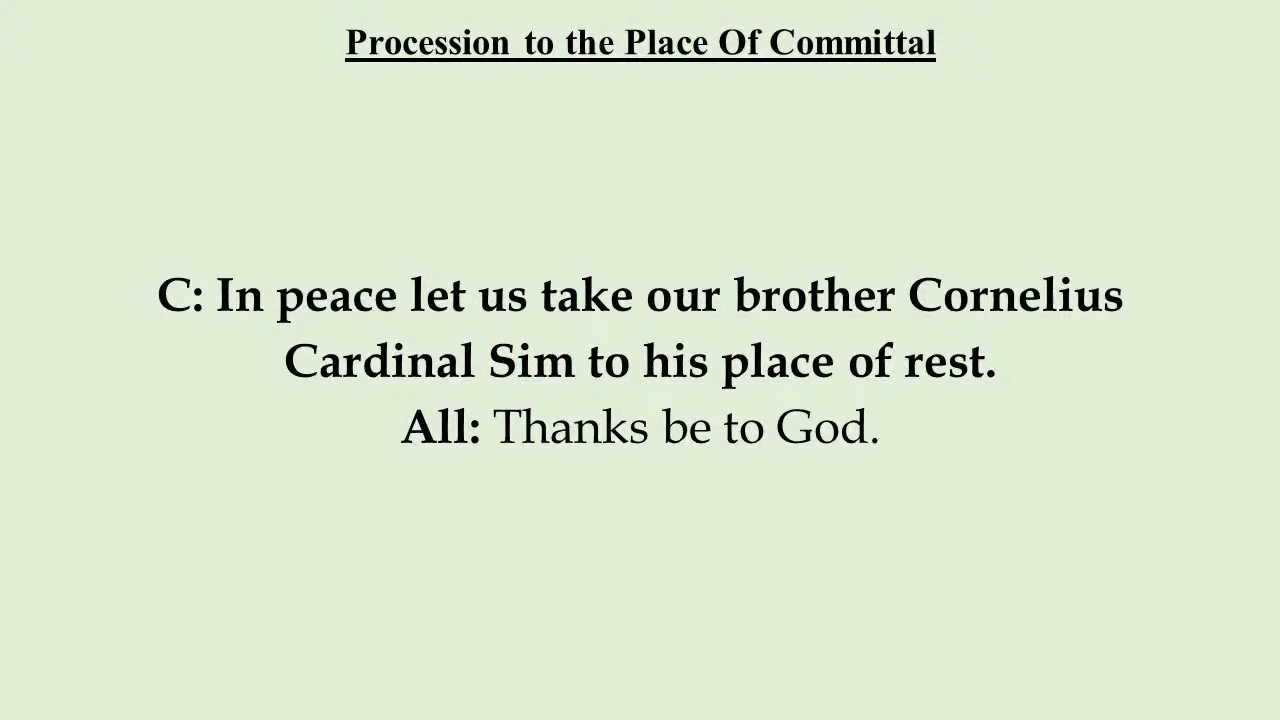 Procession to the Place Of Committal
C: In peace let us take our brother Cornelius
Cardinal Sim to his place of rest.
All: Thanks be to God.